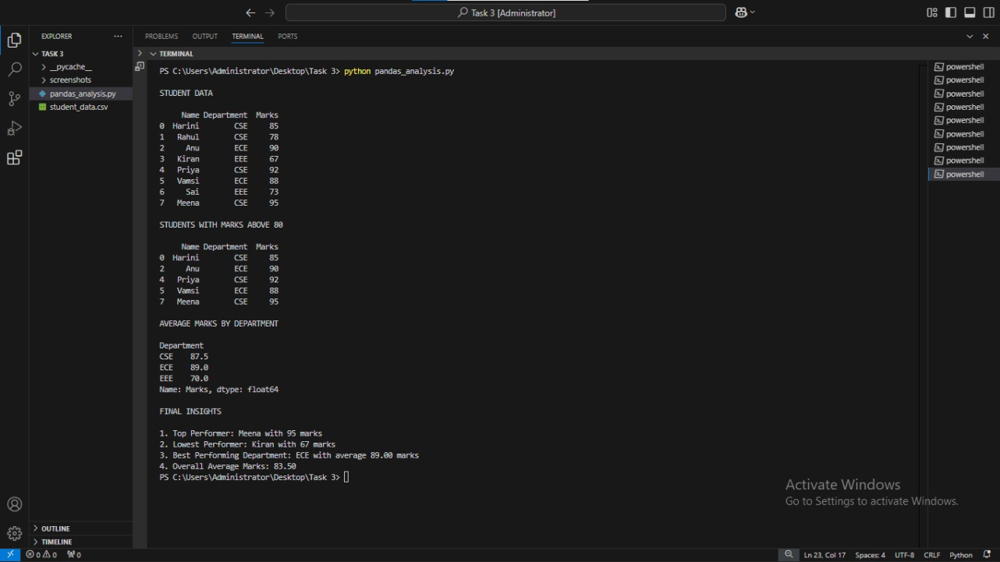 Task 3 [Administrator]
EXPLORER
TASK 3
__pycache__
screenshots
pandas_analysis.py
student_data.csv
OUTLINE
TIMELINE
PROBLEMS OUTPUT TERMINAL PORTS
TERMINAL
PS C:\Users\Administrator\Desktop\Task 3> python pandas_analysis.py
STUDENT DATA
Name Department Marks
0 Harini CSE 85
1 Rahul CSE 78
2 Anu ECE 90
3 Kiran EEE 67
4 Priya CSE 92
5 Vamsi ECE 88
6 Sai EEE 73
7 Meena CSE 95
STUDENTS WITH MARKS ABOVE 80
Name Department Marks
0 Harini CSE 85
2 Anu ECE 90
4 Priya CSE 92
5 Vamsi ECE 88
7 Meena CSE 95
AVERAGE MARKS BY DEPARTMENT
Department
CSE 87.5
ECE 89.0
EEE 70.0
Name: Marks, dtype: float64
FINAL INSIGHTS
1. Top Performer: Meena with 95 marks
2. Lowest Performer: Kiran with 67 marks
3. Best Performing Department: ECE with average 89.00 marks
4. Overall Average Marks: 83.50
PS C:\Users\Administrator\Desktop\Task 3>
powershell
powershell
powershell
powershell
powershell
powershell
powershell
powershell
powershell
Activate Windows
Go to Settings to activate Windows.
0 0 0 Ln 23, Col 17 Spaces: 4 UTF-8 CRLF Python